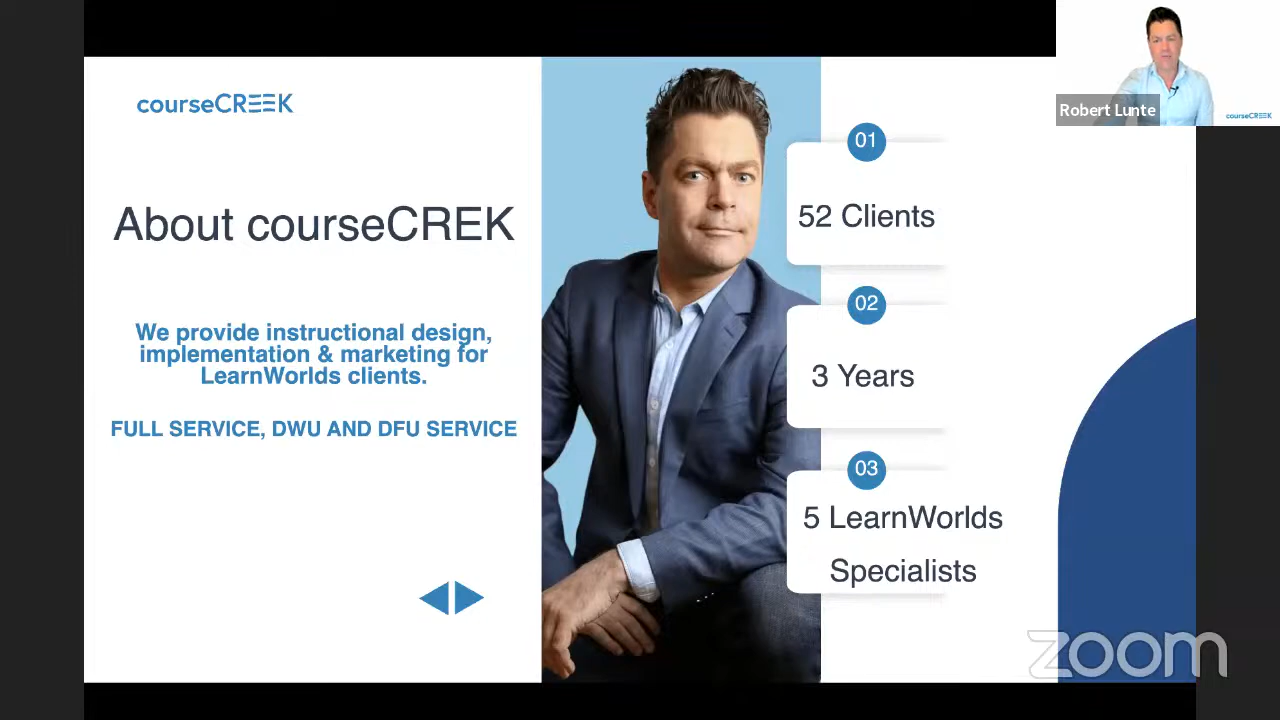 courseCREEK
About courseCREK
We provide instructional design,
implementation & marketing for
LearnWorlds clients.
FULL SERVICE, DWU AND DFU SERVICE
01
52 Clients
02
3 Years
03
5 LearnWorlds
Specialists
Robert Lunte
courseCREEK
zoom